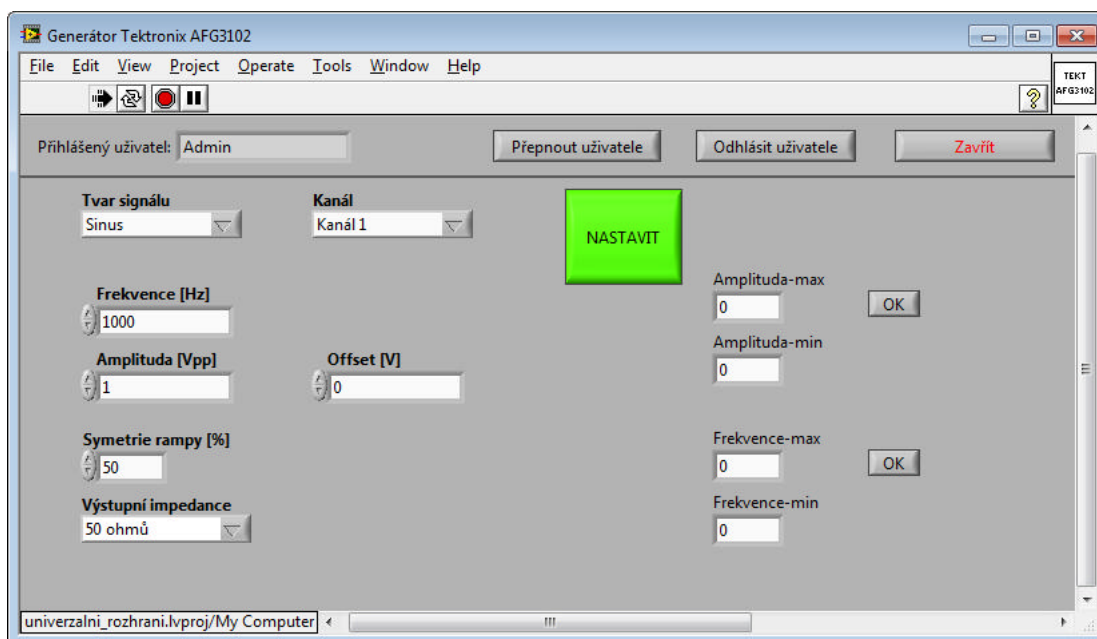 Generátor Tektronix AFG3102
File Edit View Project Operate Tools Window Help
TEKT
AFG3102
Přihlášený uživatel: Admin Přepnout uživatele Odhlásit uživatele Zavřít
Tvar signálu Kanál
Sinus Kanál 1
NASTAVIT
Amplituda-max
Frekvence [Hz]
0 OK
1000
Amplituda-min
Amplituda [Vpp] Offset [V]
0
1 0
Symetrie rampy [%] Frekvence-max
50 0 OK
Výstupní impedance Frekvence-min
50 ohmů 0
univerzalni_rozhrani.lvproj/My Computer